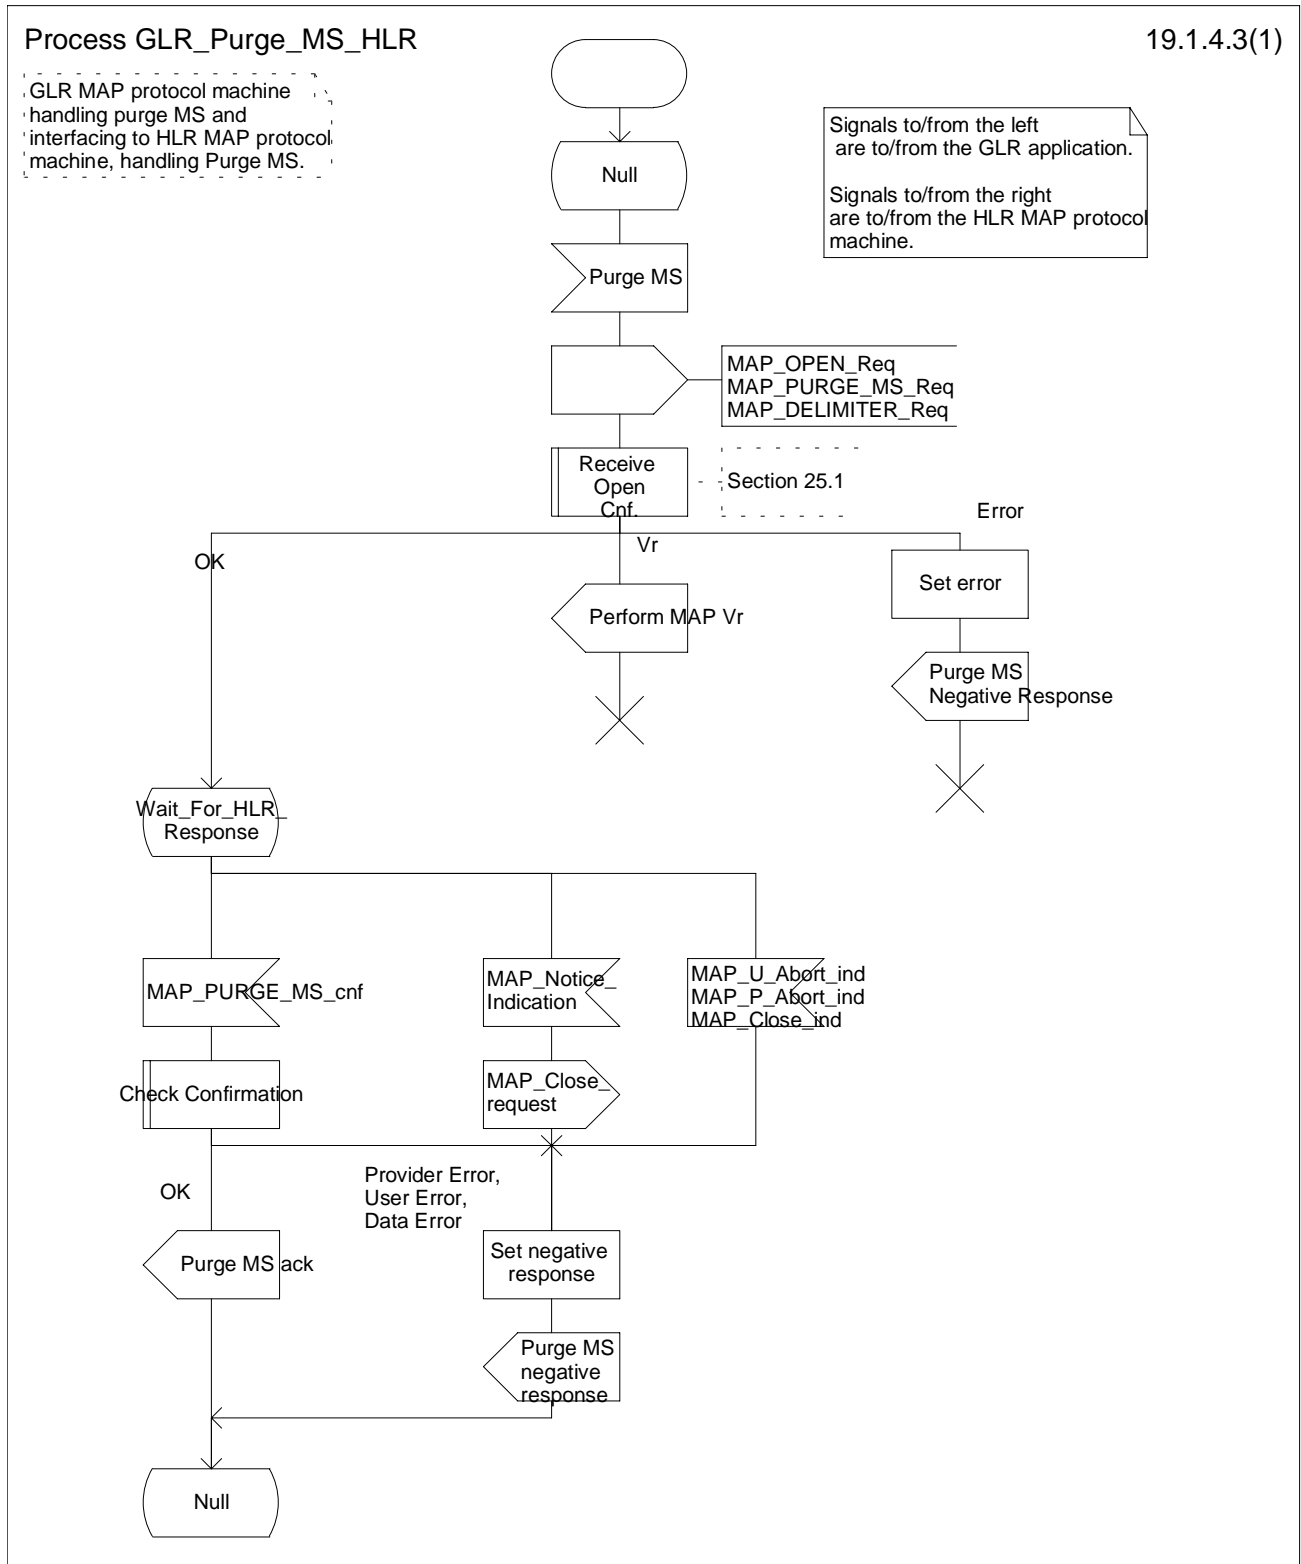 Process GLR_Purge_MS_HLR
19.1.4.3(1)
GLR MAP protocol machine
handling purge MS and
interfacing to HLR MAP protocol
machine, handling Purge MS.
Signals to/from the left
are to/from the GLR application.
Signals to/from the right
are to/from the HLR MAP protocol
machine.
Null
Purge MS
MAP_OPEN_Req
MAP_PURGE_MS_Req
MAP_DELIMITER_Req
Receive
Open
Cnf.
Section 25.1
Error
Vr
OK
Set error
Perform MAP Vr
Purge MS
Negative Response
Wait_For_HLR_
Response
MAP_PURGE_MS_cnf
MAP_Notice_
Indication
MAP_U_Abort_ind
MAP_P_Abort_ind
MAP_Close_ind
Check Confirmation
MAP_Close_
request
Provider Error,
User Error,
Data Error
OK
Purge MS ack
Set negative
response
Purge MS
negative
response
Null